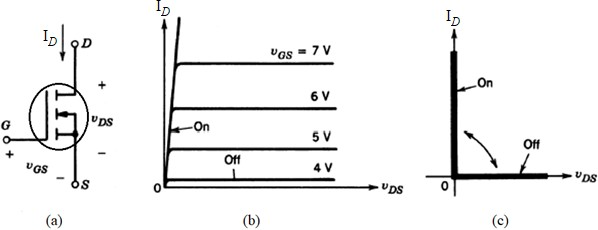 I_D
D
+
G
+
v_DS
v_GS
−
−
S
(a)
I_D
v_GS = 7 V
6 V
On
5 V
Off
4 V
0
v_DS
(b)
I_D
On
Off
0
v_DS
(c)